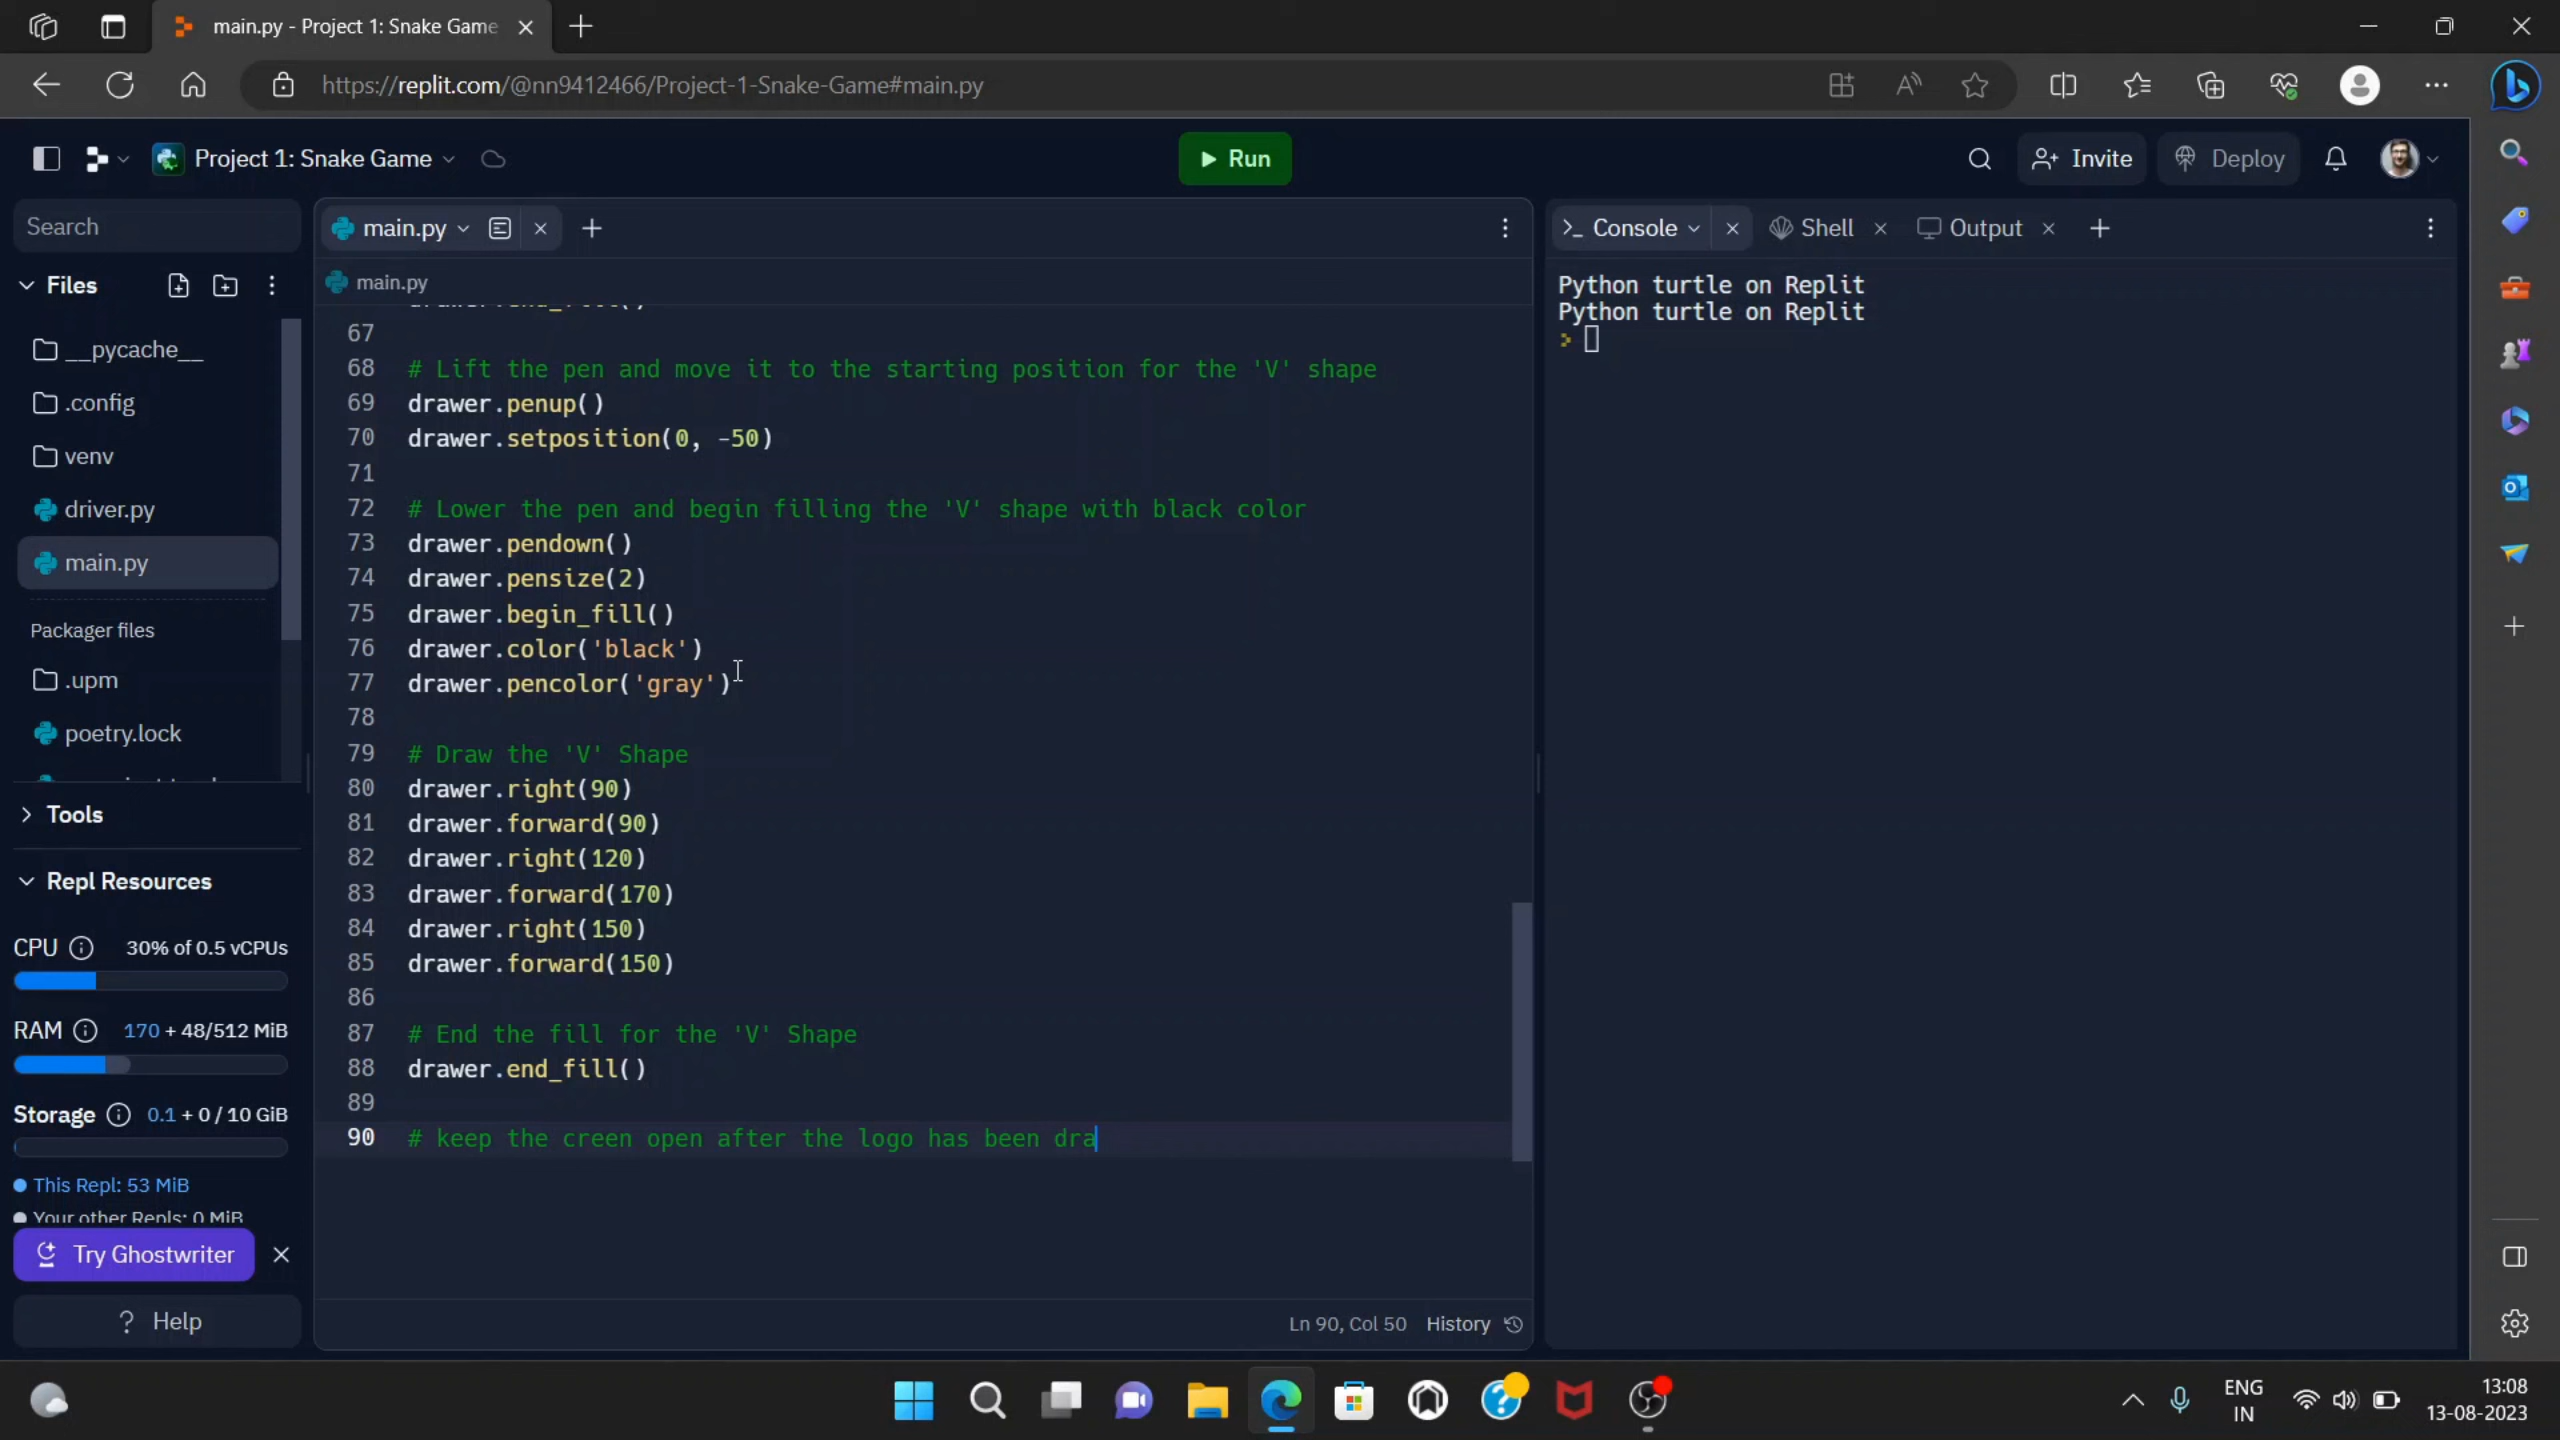 main.py - Project 1: Snake Game
https://replit.com/@nn9412466/Project-1-Snake-Game#main.py
Project 1: Snake Game
Run
Invite
Deploy
Search
Files
__pycache__
.config
venv
driver.py
main.py
Packager files
.upm
poetry.lock
Tools
Repl Resources
CPU 30% of 0.5 vCPUs
RAM 170 + 48/512 MiB
Storage 0.1 + 0 / 10 GiB
This Repl: 53 MiB
Your other Repls: 0 MiB
Try Ghostwriter
? Help
main.py
main.py
67
68 # Lift the pen and move it to the starting position for the 'V' shape
69 drawer.penup()
70 drawer.setposition(0, -50)
71
72 # Lower the pen and begin filling the 'V' shape with black color
73 drawer.pendown()
74 drawer.pensize(2)
75 drawer.begin_fill()
76 drawer.color('black')
77 drawer.pencolor('gray')
78
79 # Draw the 'V' Shape
80 drawer.right(90)
81 drawer.forward(90)
82 drawer.right(120)
83 drawer.forward(170)
84 drawer.right(150)
85 drawer.forward(150)
86
87 # End the fill for the 'V' Shape
88 drawer.end_fill()
89
90 # keep the creen open after the logo has been dra
Ln 90, Col 50 History
Console
Shell
Output
Python turtle on Replit
Python turtle on Replit
ENG
IN
13:08
13-08-2023